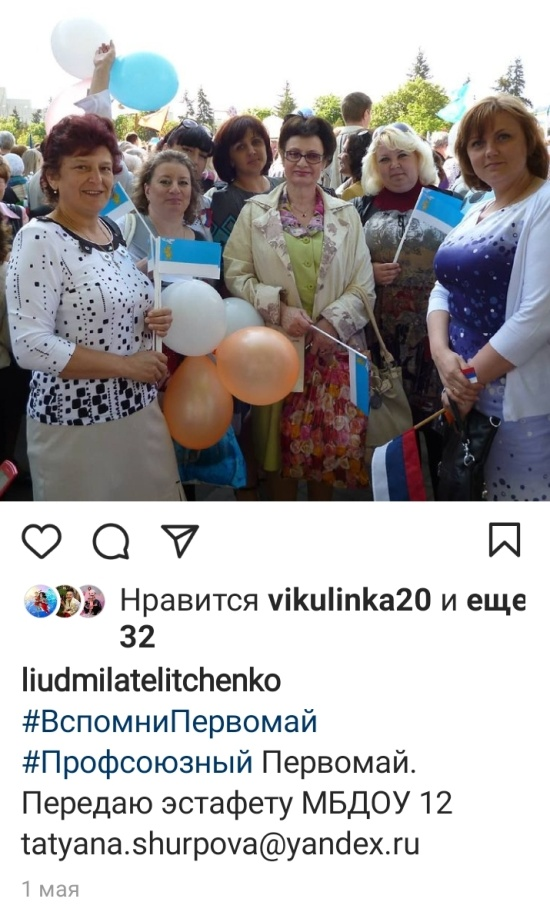 Нравится vikulinka20 и еще
32
liudmilatelitchenko
#ВспомниПервомай
#Профсоюзный Первомай.
Передаю эстафету МБДОУ 12
tatyana.shurpova@yandex.ru
1 мая